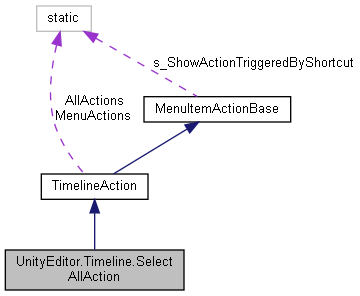 static
s_ShowActionTriggeredByShortcut
AllActions
MenuActions
MenuItemActionBase
TimelineAction
UnityEditor.Timeline.Select
AllAction